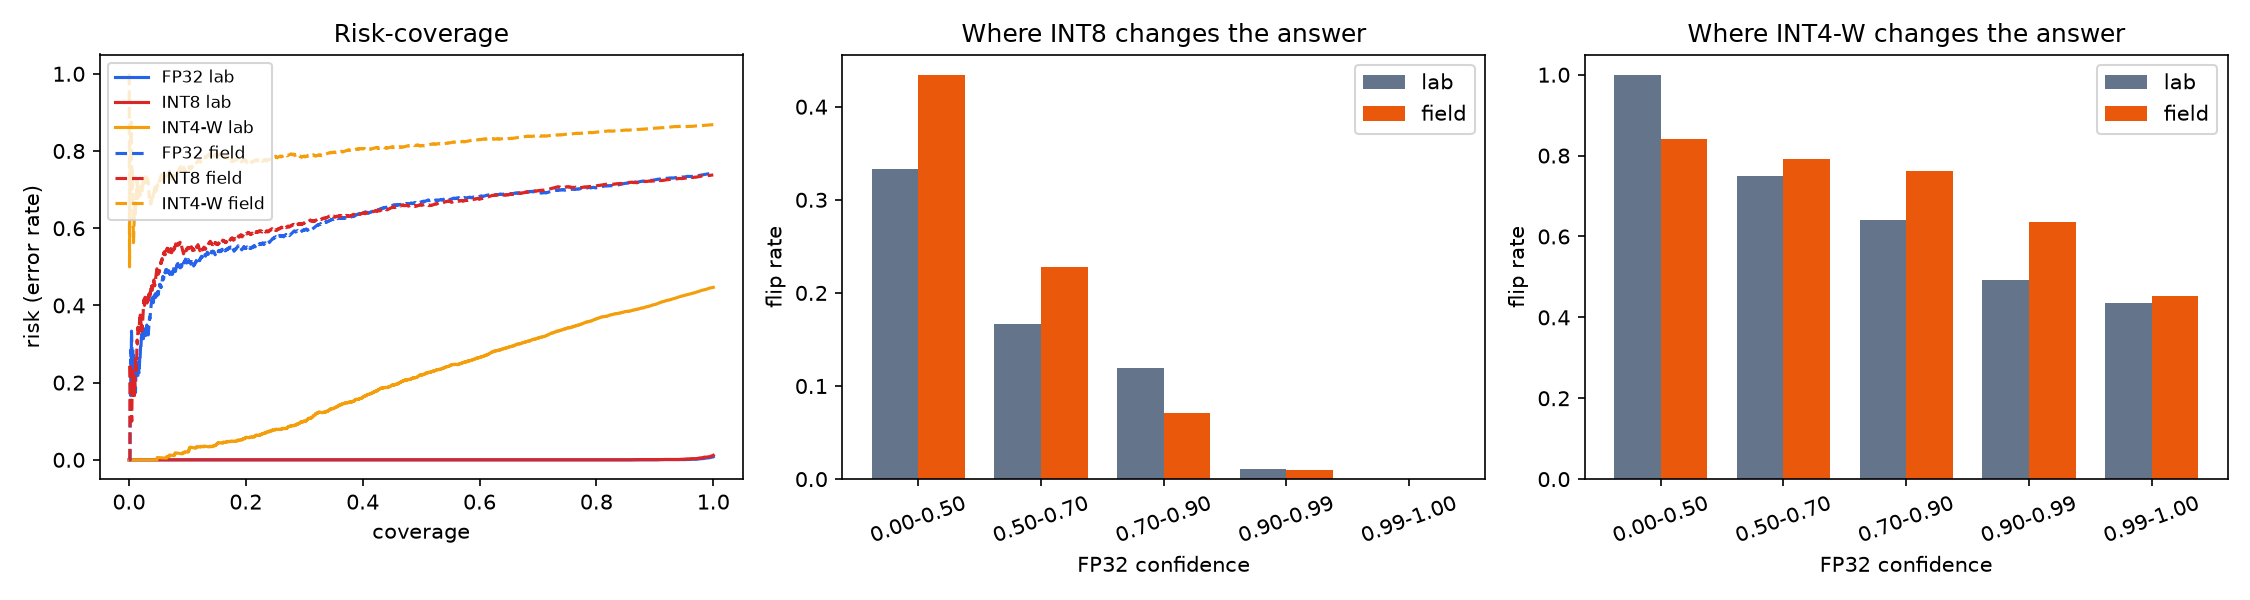 Risk-coverage
1.0
0.8
0.6
0.4
0.2
0.0
risk (error rate)
FP32 lab
INT8 lab
INT4-W lab
FP32 field
INT8 field
INT4-W field
0.0 0.2 0.4 0.6 0.8 1.0
coverage
Where INT8 changes the answer
0.4
0.3
0.2
0.1
0.0
flip rate
lab
field
0.00-0.50 0.50-0.70 0.70-0.90 0.90-0.99 0.99-1.00
FP32 confidence
Where INT4-W changes the answer
1.0
0.8
0.6
0.4
0.2
0.0
flip rate
lab
field
0.00-0.50 0.50-0.70 0.70-0.90 0.90-0.99 0.99-1.00
FP32 confidence